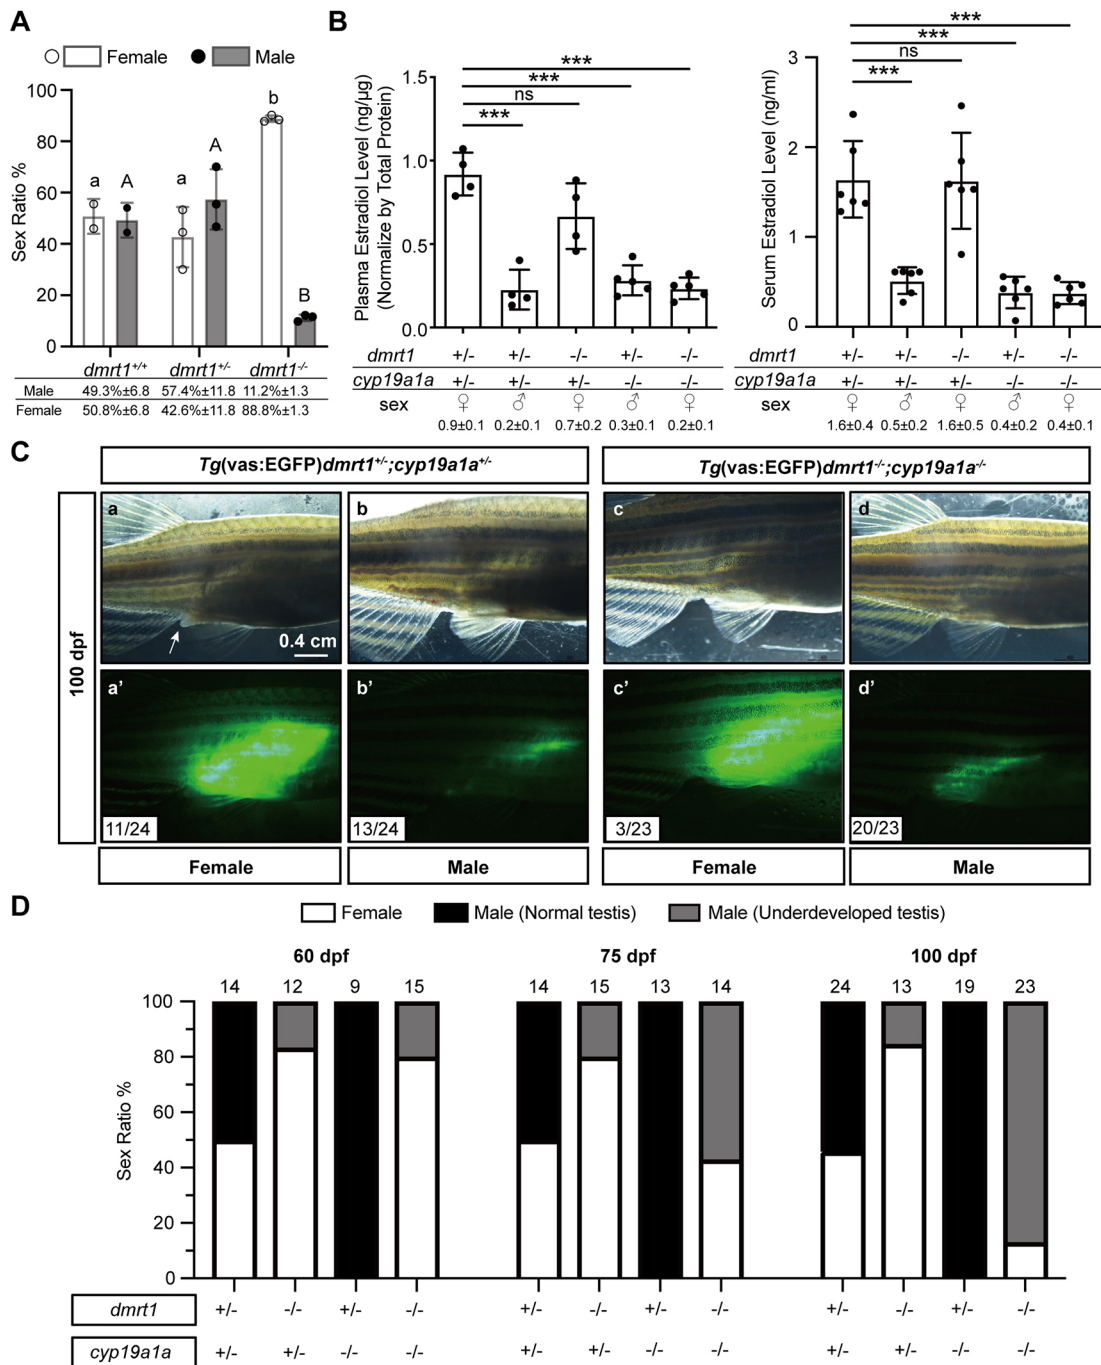 A
Female Male
Sex Ratio %
100
80
60
40
20
0
a A a A b B
dmrt1+/+ dmrt1+/- dmrt1-/-
Male 49.3%±6.8 57.4%±11.8 11.2%±1.3
Female 50.8%±6.8 42.6%±11.8 88.8%±1.3
B
Plasma Estradiol Level (ng/µg)
(Normalize by Total Protein)
1.5
1.0
0.5
0.0
***
***
ns
***
dmrt1 +/- +/- -/- +/- -/-
cyp19a1a +/- +/- +/- -/- -/-
sex ♀ ♂ ♀ ♂ ♀
0.9±0.1 0.2±0.1 0.7±0.2 0.3±0.1 0.2±0.1
Serum Estradiol Level (ng/ml)
3
2
1
0
***
***
ns
***
dmrt1 +/- +/- -/- +/- -/-
cyp19a1a +/- +/- +/- -/- -/-
sex ♀ ♂ ♀ ♂ ♀
1.6±0.4 0.5±0.2 1.6±0.5 0.4±0.2 0.4±0.1
C
Tg(vas:EGFP)dmrt1+/-;cyp19a1a+/-
Tg(vas:EGFP)dmrt1-/-;cyp19a1a-/-
100 dpf
a b c d
0.4 cm
a' b' c' d'
11/24 13/24 3/23 20/23
Female Male Female Male
D
Female Male (Normal testis) Male (Underdeveloped testis)
60 dpf 75 dpf 100 dpf
14 12 9 15 14 15 13 14 24 13 19 23
Sex Ratio %
100
80
60
40
20
0
dmrt1 +/- -/- +/- -/- +/- -/- +/- -/- +/- -/- +/- -/-
cyp19a1a +/- +/- -/- -/- +/- +/- -/- -/- +/- +/- -/- -/-